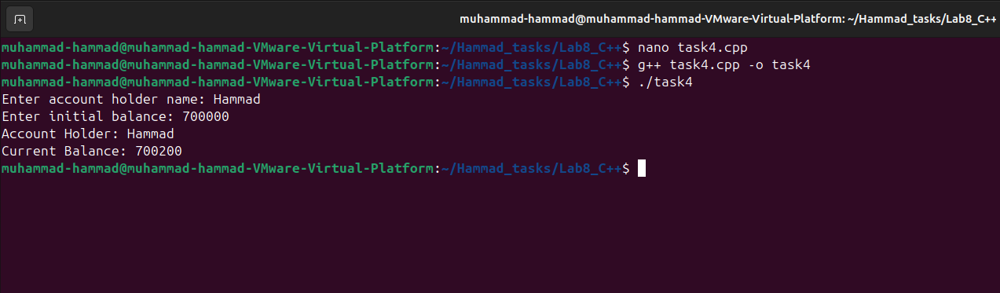 muhammad-hammad@muhammad-hammad-VMware-Virtual-Platform: ~/Hammad_tasks/Lab8_C++
muhammad-hammad@muhammad-hammad-VMware-Virtual-Platform:~/Hammad_tasks/Lab8_C++$ nano task4.cpp
muhammad-hammad@muhammad-hammad-VMware-Virtual-Platform:~/Hammad_tasks/Lab8_C++$ g++ task4.cpp -o task4
muhammad-hammad@muhammad-hammad-VMware-Virtual-Platform:~/Hammad_tasks/Lab8_C++$ ./task4
Enter account holder name: Hammad
Enter initial balance: 700000
Account Holder: Hammad
Current Balance: 700200
muhammad-hammad@muhammad-hammad-VMware-Virtual-Platform:~/Hammad_tasks/Lab8_C++$